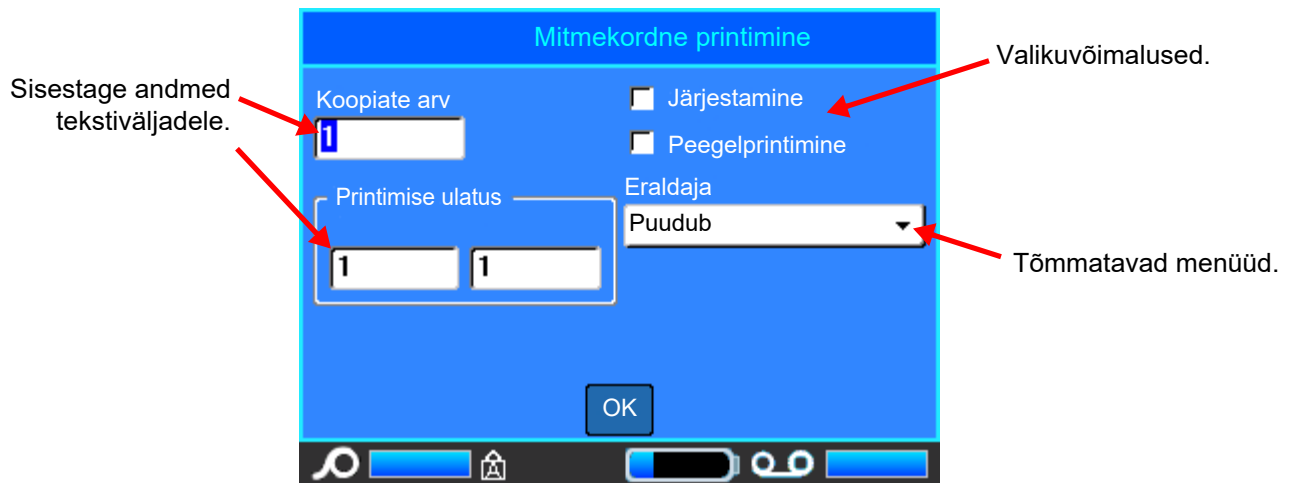 Mitmekordne printimine
Valikuvõimalused.
Sisestage andmed
tekstiväljadele.
Koopiate arv
1
Järjestamine
Peegelprintimine
Printimise ulatus
1 1
Eraldaja
Puudub
Tõmmatavad menüüd.
OK
A